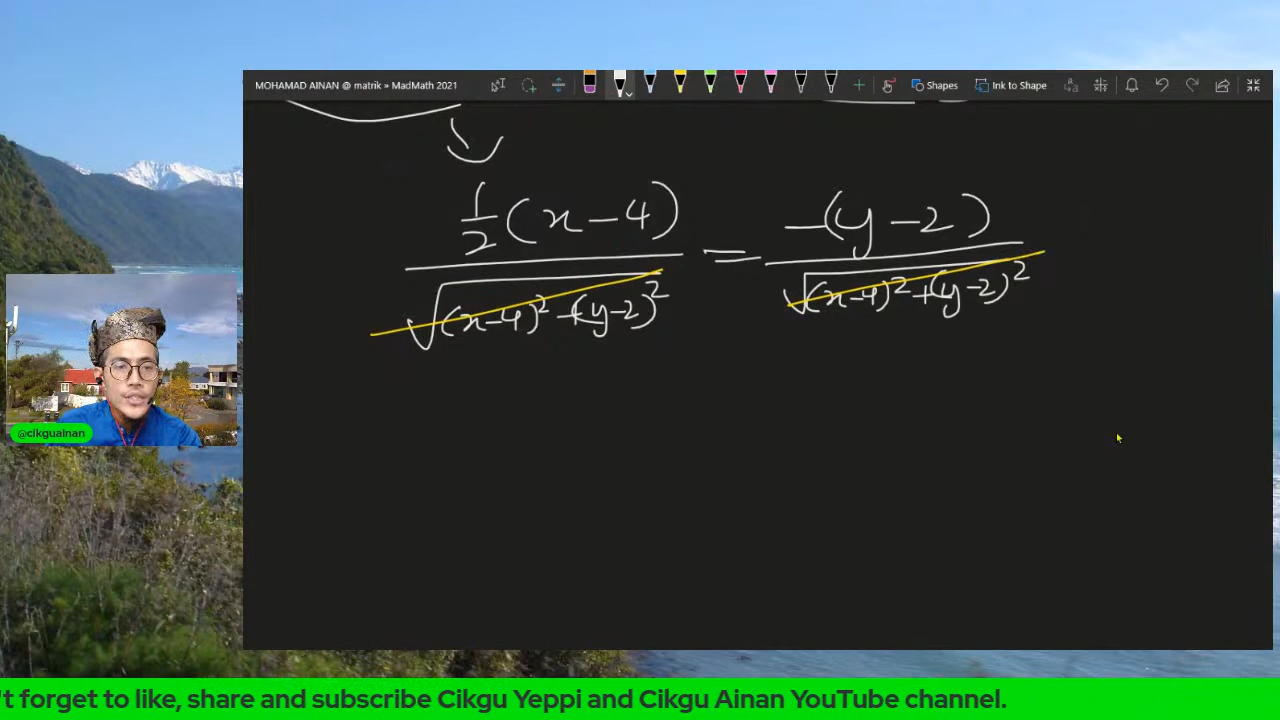 MOHAMAD AINAN @ matrik » MadMath 2021
Shapes
Ink to Shape
1/2 (x-4) / √((x-4)² + (y-2)²) = -(y-2) / √((x-4)² + (y-2)²)
@cikguainan
't forget to like, share and subscribe Cikgu Yeppi and Cikgu Ainan YouTube channel.